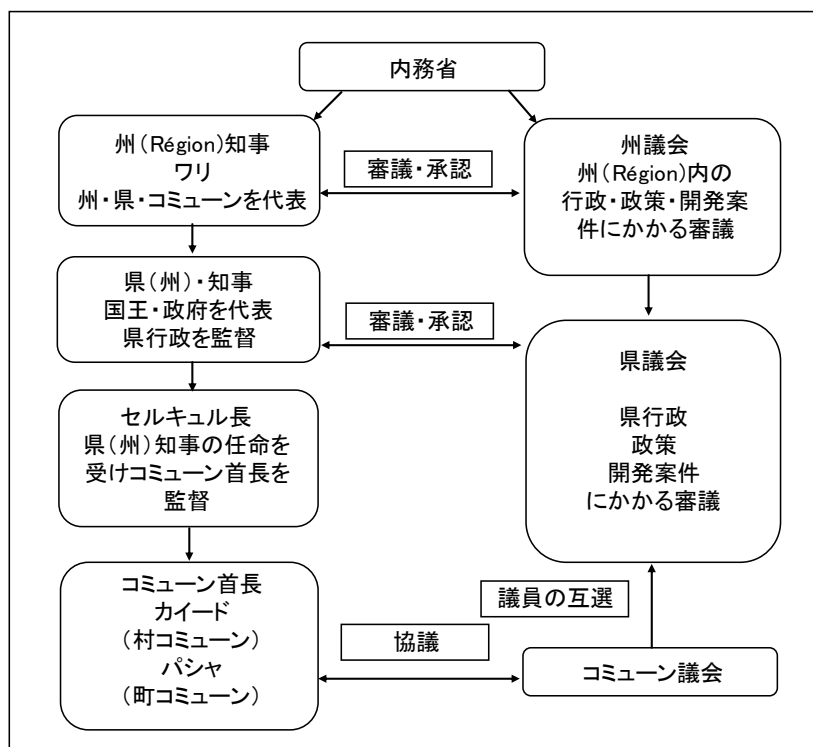 内務省
州（Région）知事
ワリ
州・県・コミューンを代表
審議・承認
州議会
州（Région）内の
行政・政策・開発案
件にかかる審議
県（州）・知事
国王・政府を代表
県行政を監督
審議・承認
県議会
県行政
政策
開発案件
にかかる審議
セルキュル長
県（州）知事の任命を
受けコミューン首長を
監督
コミューン首長
カイード
（村コミューン）
パシャ
（町コミューン）
議員の互選
協議
コミューン議会